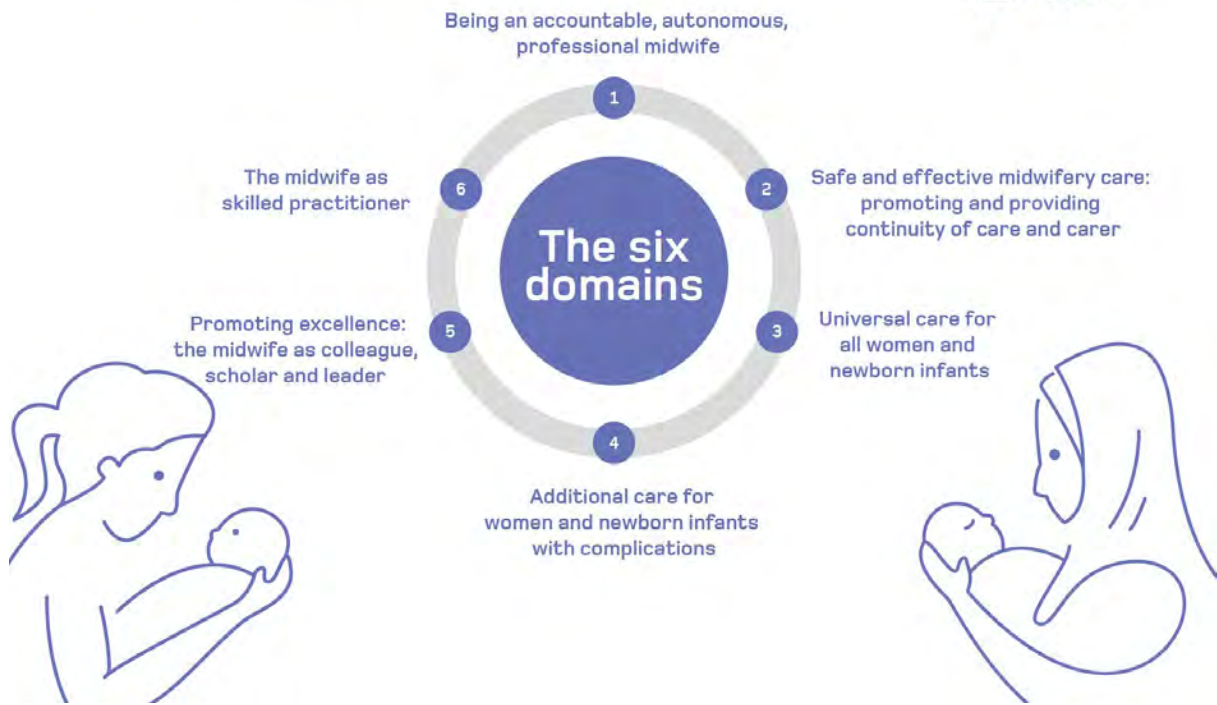 Being an accountable, autonomous,
professional midwife
1
The midwife as
skilled practitioner
6
2
Safe and effective midwifery care:
promoting and providing
continuity of care and carer
The six
domains
Promoting excellence:
the midwife as colleague,
scholar and leader
5
3
Universal care for
all women and
newborn infants
4
Additional care for
women and newborn infants
with complications